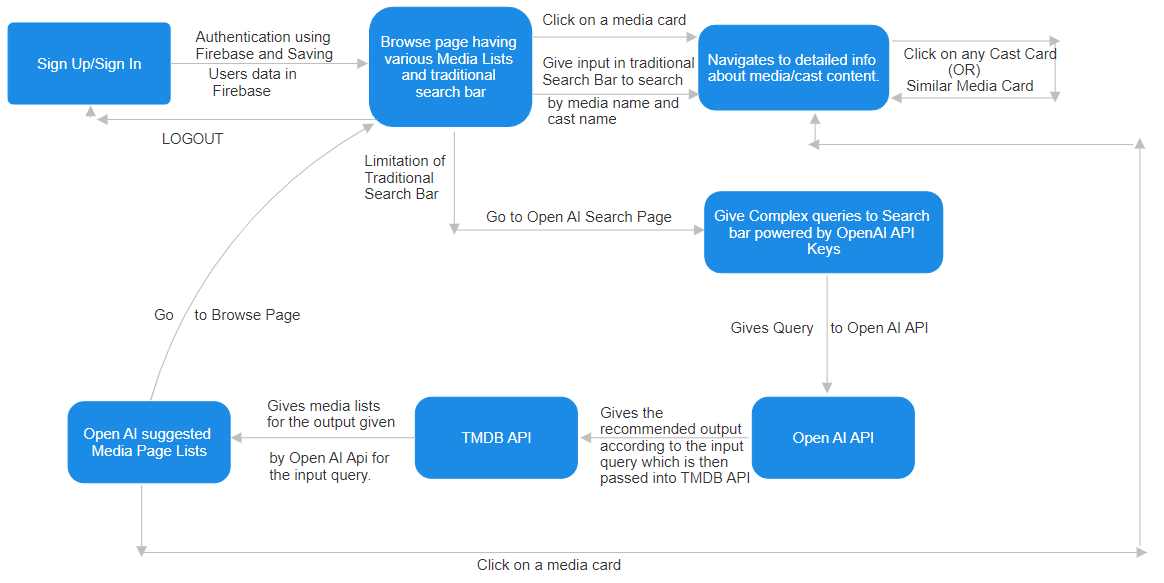 Sign Up/Sign In
Authentication using
Firebase and Saving
Users data in
Firebase
Browse page having
various Media Lists
and traditional
search bar
Click on a media card
Give input in traditional
Search Bar to search
by media name and
cast name
Navigates to detailed info
about media/cast content.
Click on any Cast Card
(OR)
Similar Media Card
LOGOUT
Limitation of
Traditional
Search Bar
Go to Open AI Search Page
Give Complex queries to Search
bar powered by OpenAI API
Keys
Go to Browse Page
Gives Query to Open AI API
Open AI suggested
Media Page Lists
Gives media lists
for the output given
by Open AI Api for
the input query.
TMDB API
Gives the
recommended output
according to the input
query which is then
passed into TMDB API
Open AI API
Click on a media card